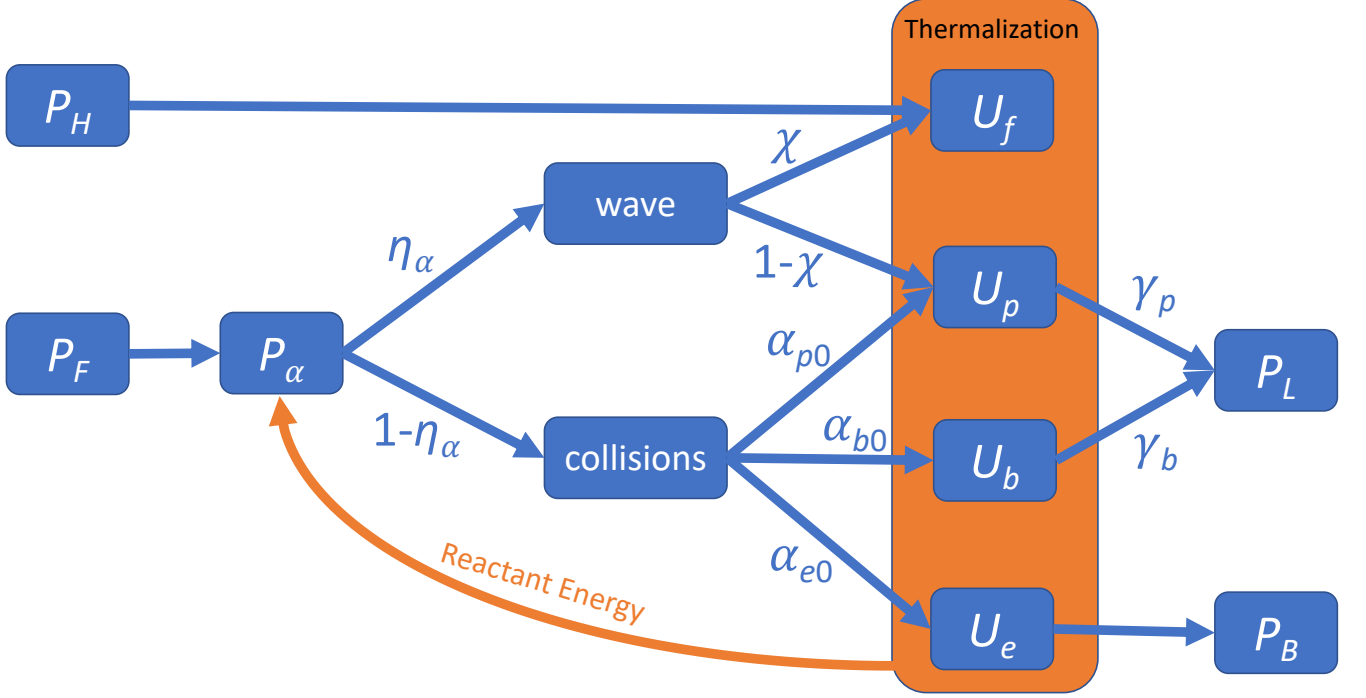 Thermalization
P_H
U_f
χ
wave
η_α
1-χ
U_p
γ_p
P_F
P_α
α_p0
P_L
1-η_α
α_b0
collisions
U_b
γ_b
α_e0
Reactant Energy
U_e
P_B